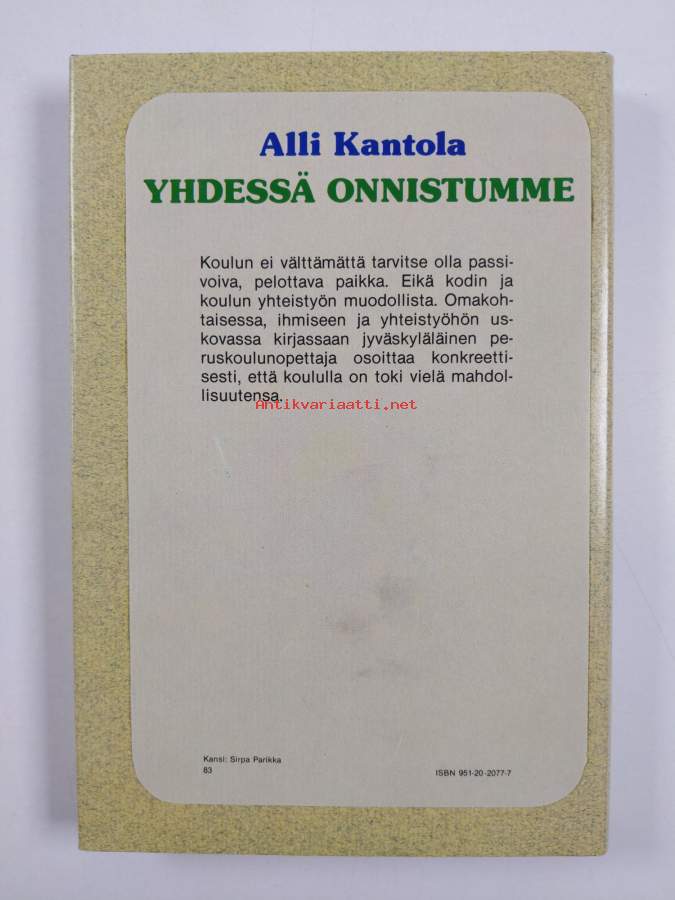 Alli Kantola
YHDESSÄ ONNISTUMME
Koulun ei välttämättä tarvitse olla passi-
voiva, pelottava paikka. Eikä kodin ja
koulun yhteistyön muodollista. Omakoh-
taisessa, ihmiseen ja yhteistyöhön us-
kovassa kirjassaan jyväskyläläinen pe-
ruskoulunopettaja osoittaa konkreetti-
sesti, että koululla on toki vielä mahdol-
lisuutensa.
Antikvariaatti.net
Kansi: Sirpa Parikka
83
ISBN 951-20-2077-7